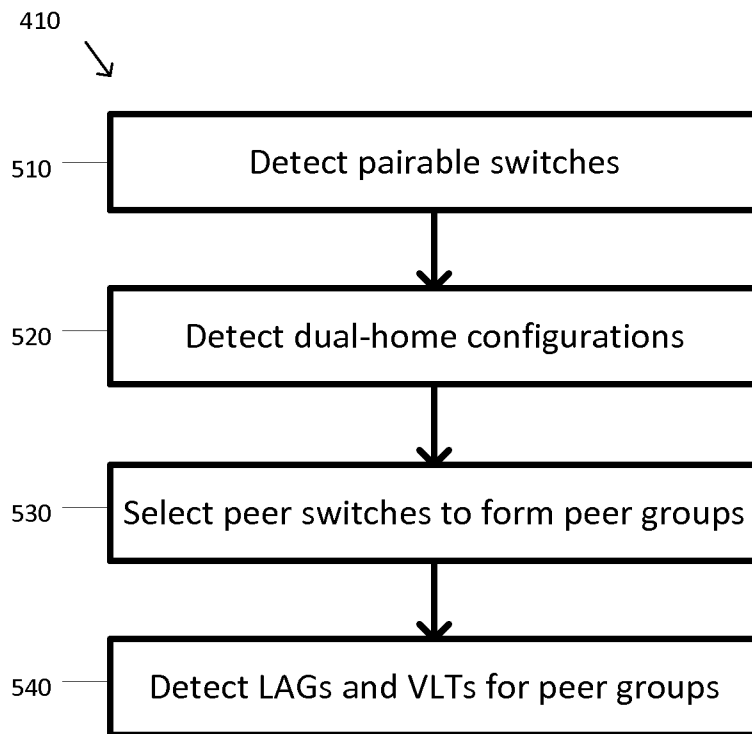 410
510
Detect pairable switches
520
Detect dual-home configurations
530
Select peer switches to form peer groups
540
Detect LAGs and VLTs for peer groups